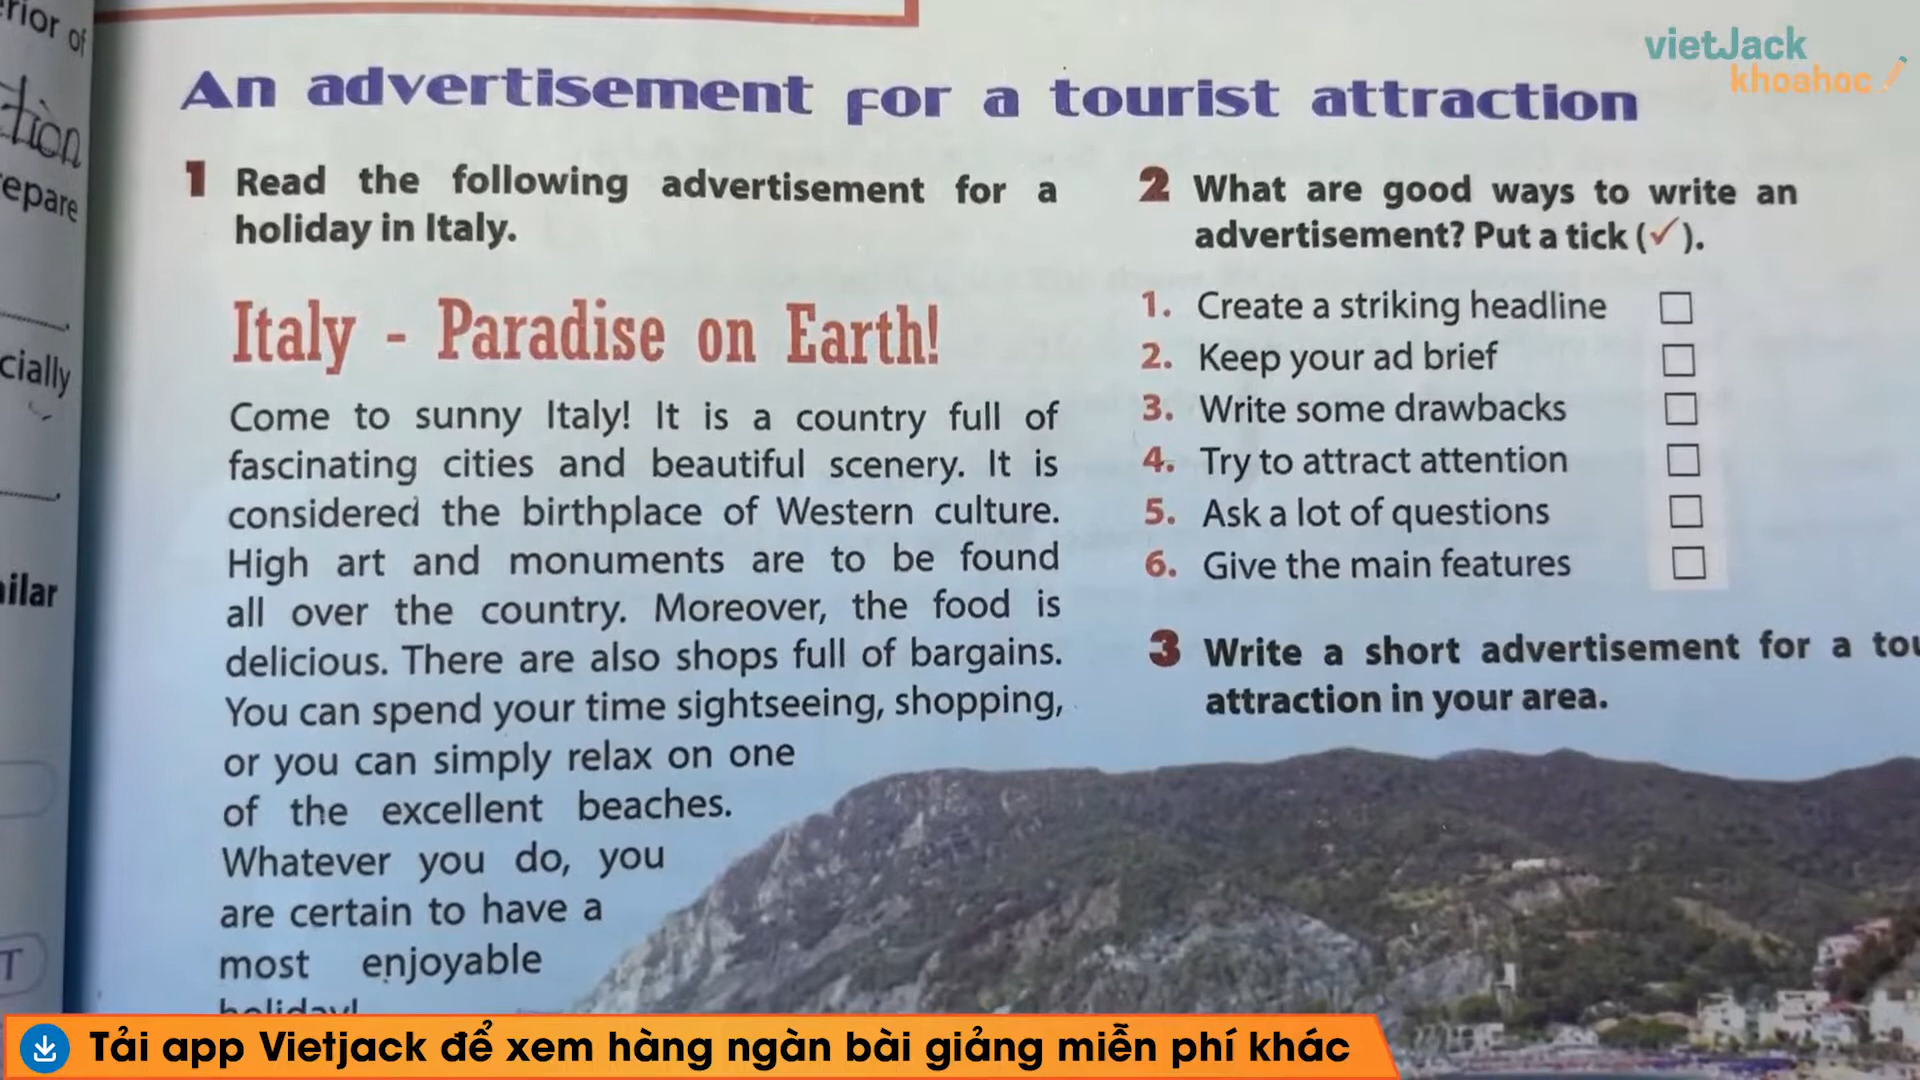 rior of
vietJack
khoahoc
An advertisement for a tourist attraction
tion
epare
1 Read the following advertisement for a
holiday in Italy.
Italy - Paradise on Earth!
cially
Come to sunny Italy! It is a country full of
fascinating cities and beautiful scenery. It is
considered the birthplace of Western culture.
High art and monuments are to be found
all over the country. Moreover, the food is
delicious. There are also shops full of bargains.
You can spend your time sightseeing, shopping,
or you can simply relax on one
of the excellent beaches.
Whatever you do, you
are certain to have a
most enjoyable
holiday!
ilar
T
2 What are good ways to write an
advertisement? Put a tick (✓).
1. Create a striking headline
2. Keep your ad brief
3. Write some drawbacks
4. Try to attract attention
5. Ask a lot of questions
6. Give the main features
3 Write a short advertisement for a tou
attraction in your area.
Tải app Vietjack để xem hàng ngàn bài giảng miễn phí khác